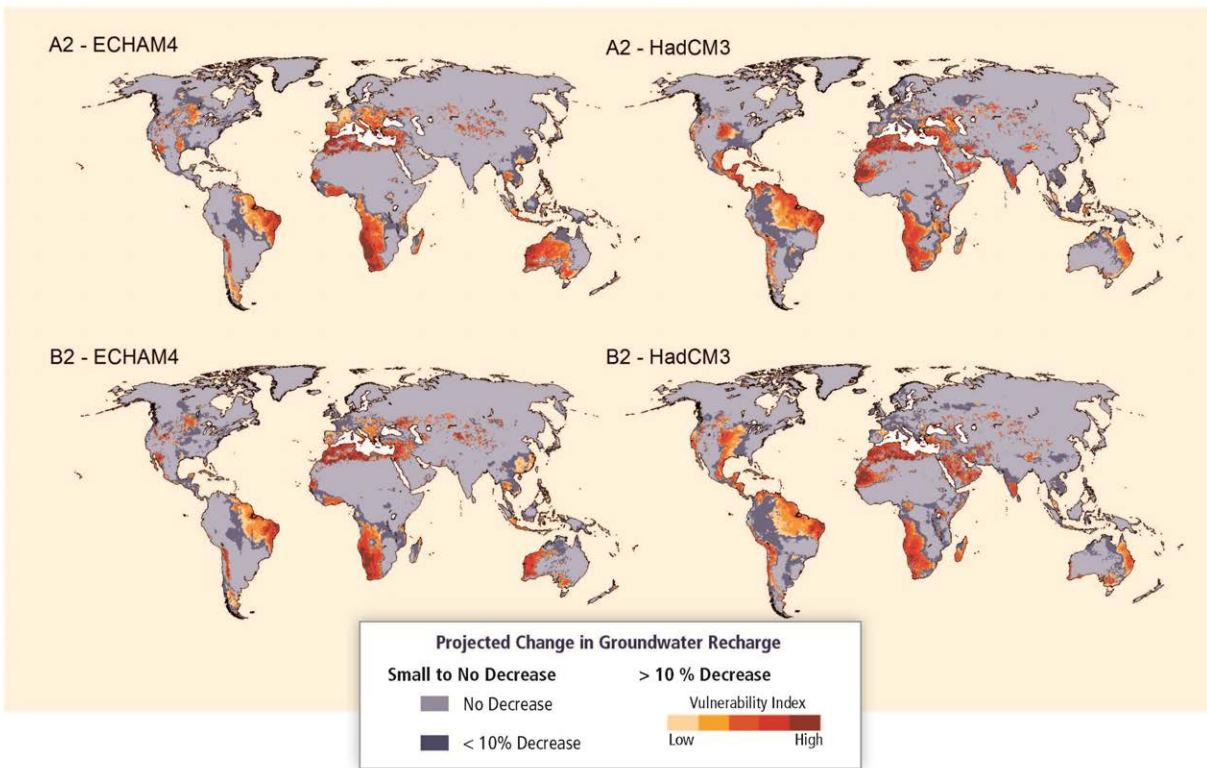 A2 - ECHAM4
A2 - HadCM3
B2 - ECHAM4
B2 - HadCM3
Projected Change in Groundwater Recharge
Small to No Decrease
> 10 % Decrease
No Decrease
Vulnerability Index
< 10% Decrease
Low
High